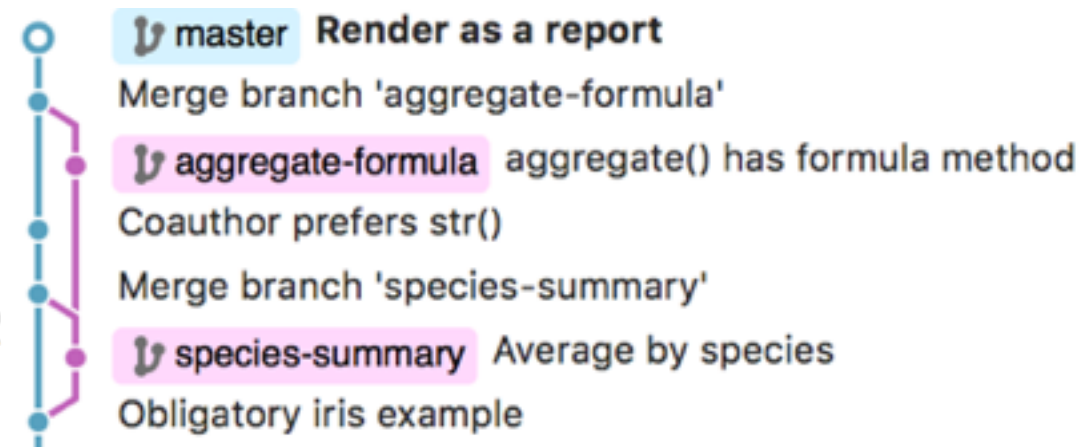 master Render as a report
Merge branch 'aggregate-formula'
aggregate-formula aggregate() has formula method
Coauthor prefers str()
Merge branch 'species-summary'
species-summary Average by species
Obligatory iris example